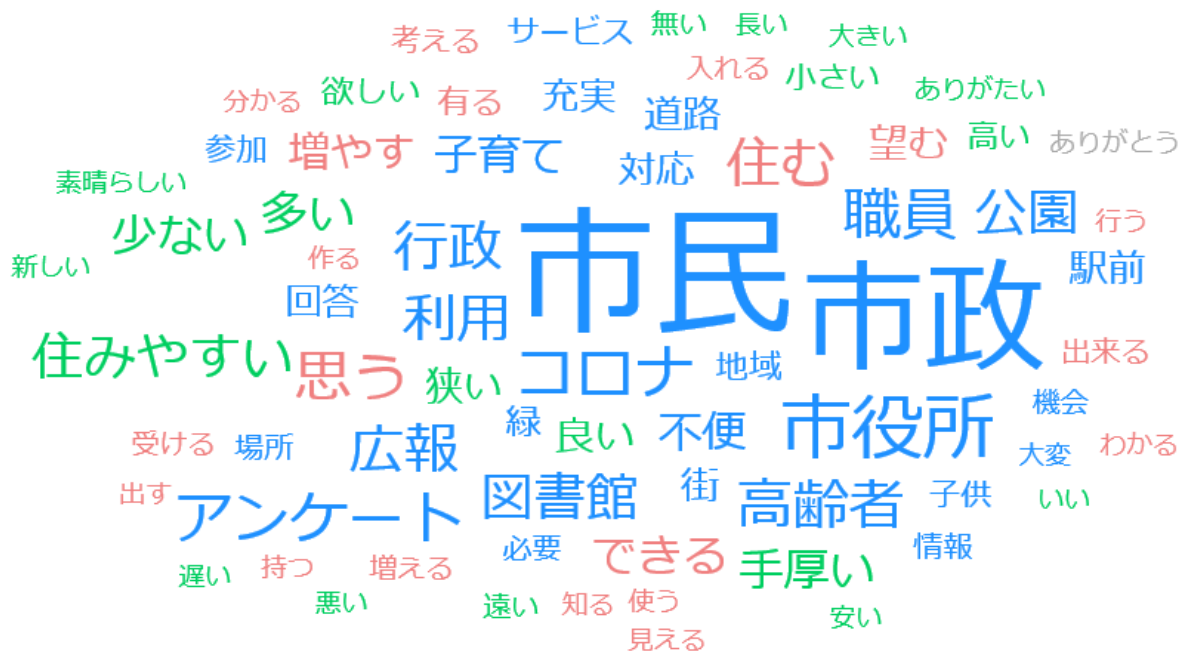 考える サービス 無い 長い 大きい
分かる 欲しい 有る 充実 道路 入れる 小さい ありがたい
参加 増やす 子育て 対応 住む 望む 高い ありがとう
素晴らしい 少ない 多い 行政 市民 職員 公園 行う
新しい 作る 回答 利用 市政 駅前
住みやすい 思う 狭い コロナ 地域 出来る
受ける 場所 広報 緑 良い 不便 市役所 機会 大変 わかる
出す アンケート 図書館 街 高齢者 子供 いい
遅い 持つ 増える 必要 できる 手厚い 情報
悪い 遠い 知る 使う 安い
見える